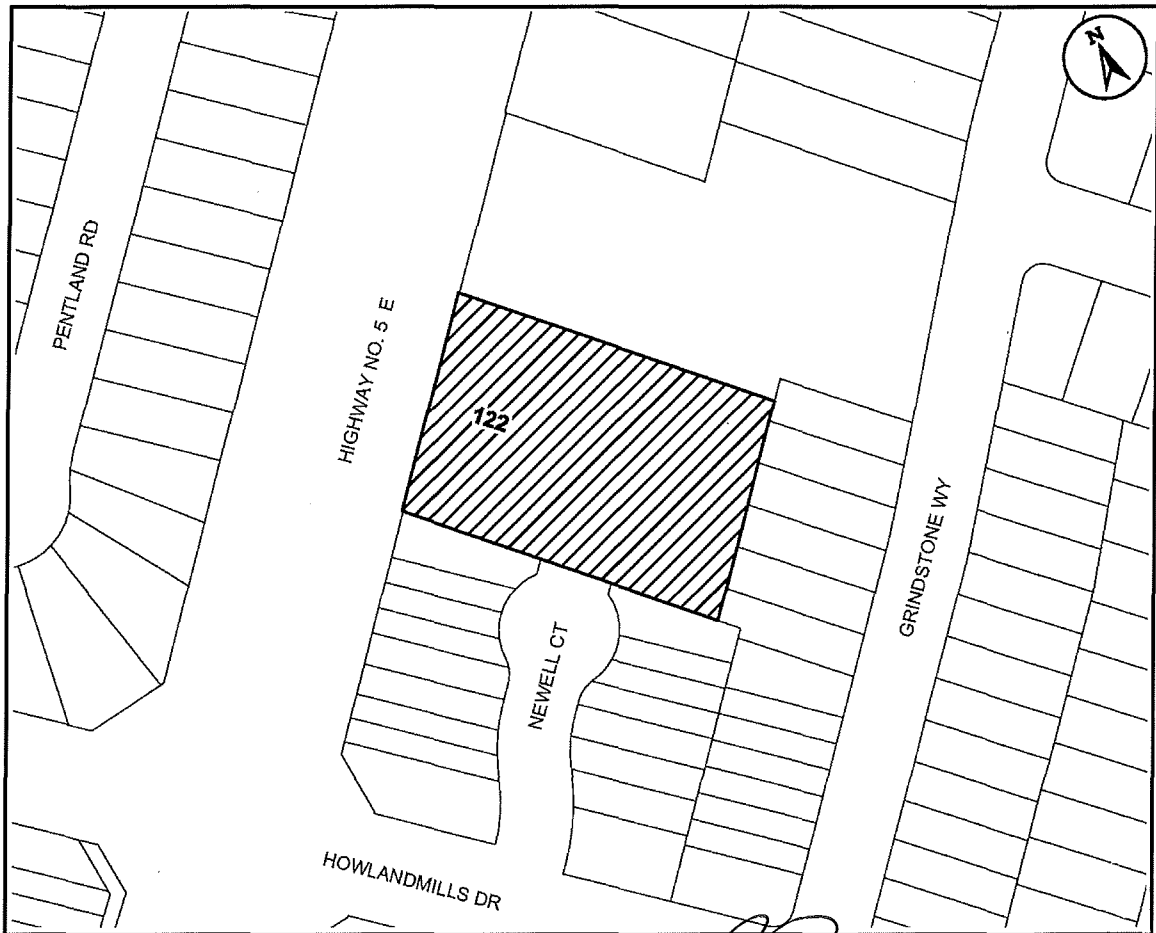 N
PENTLAND RD
HIGHWAY NO. 5 E
122
GRINDSTONE WY
NEWELL CT
HOWLANDMILLS DR